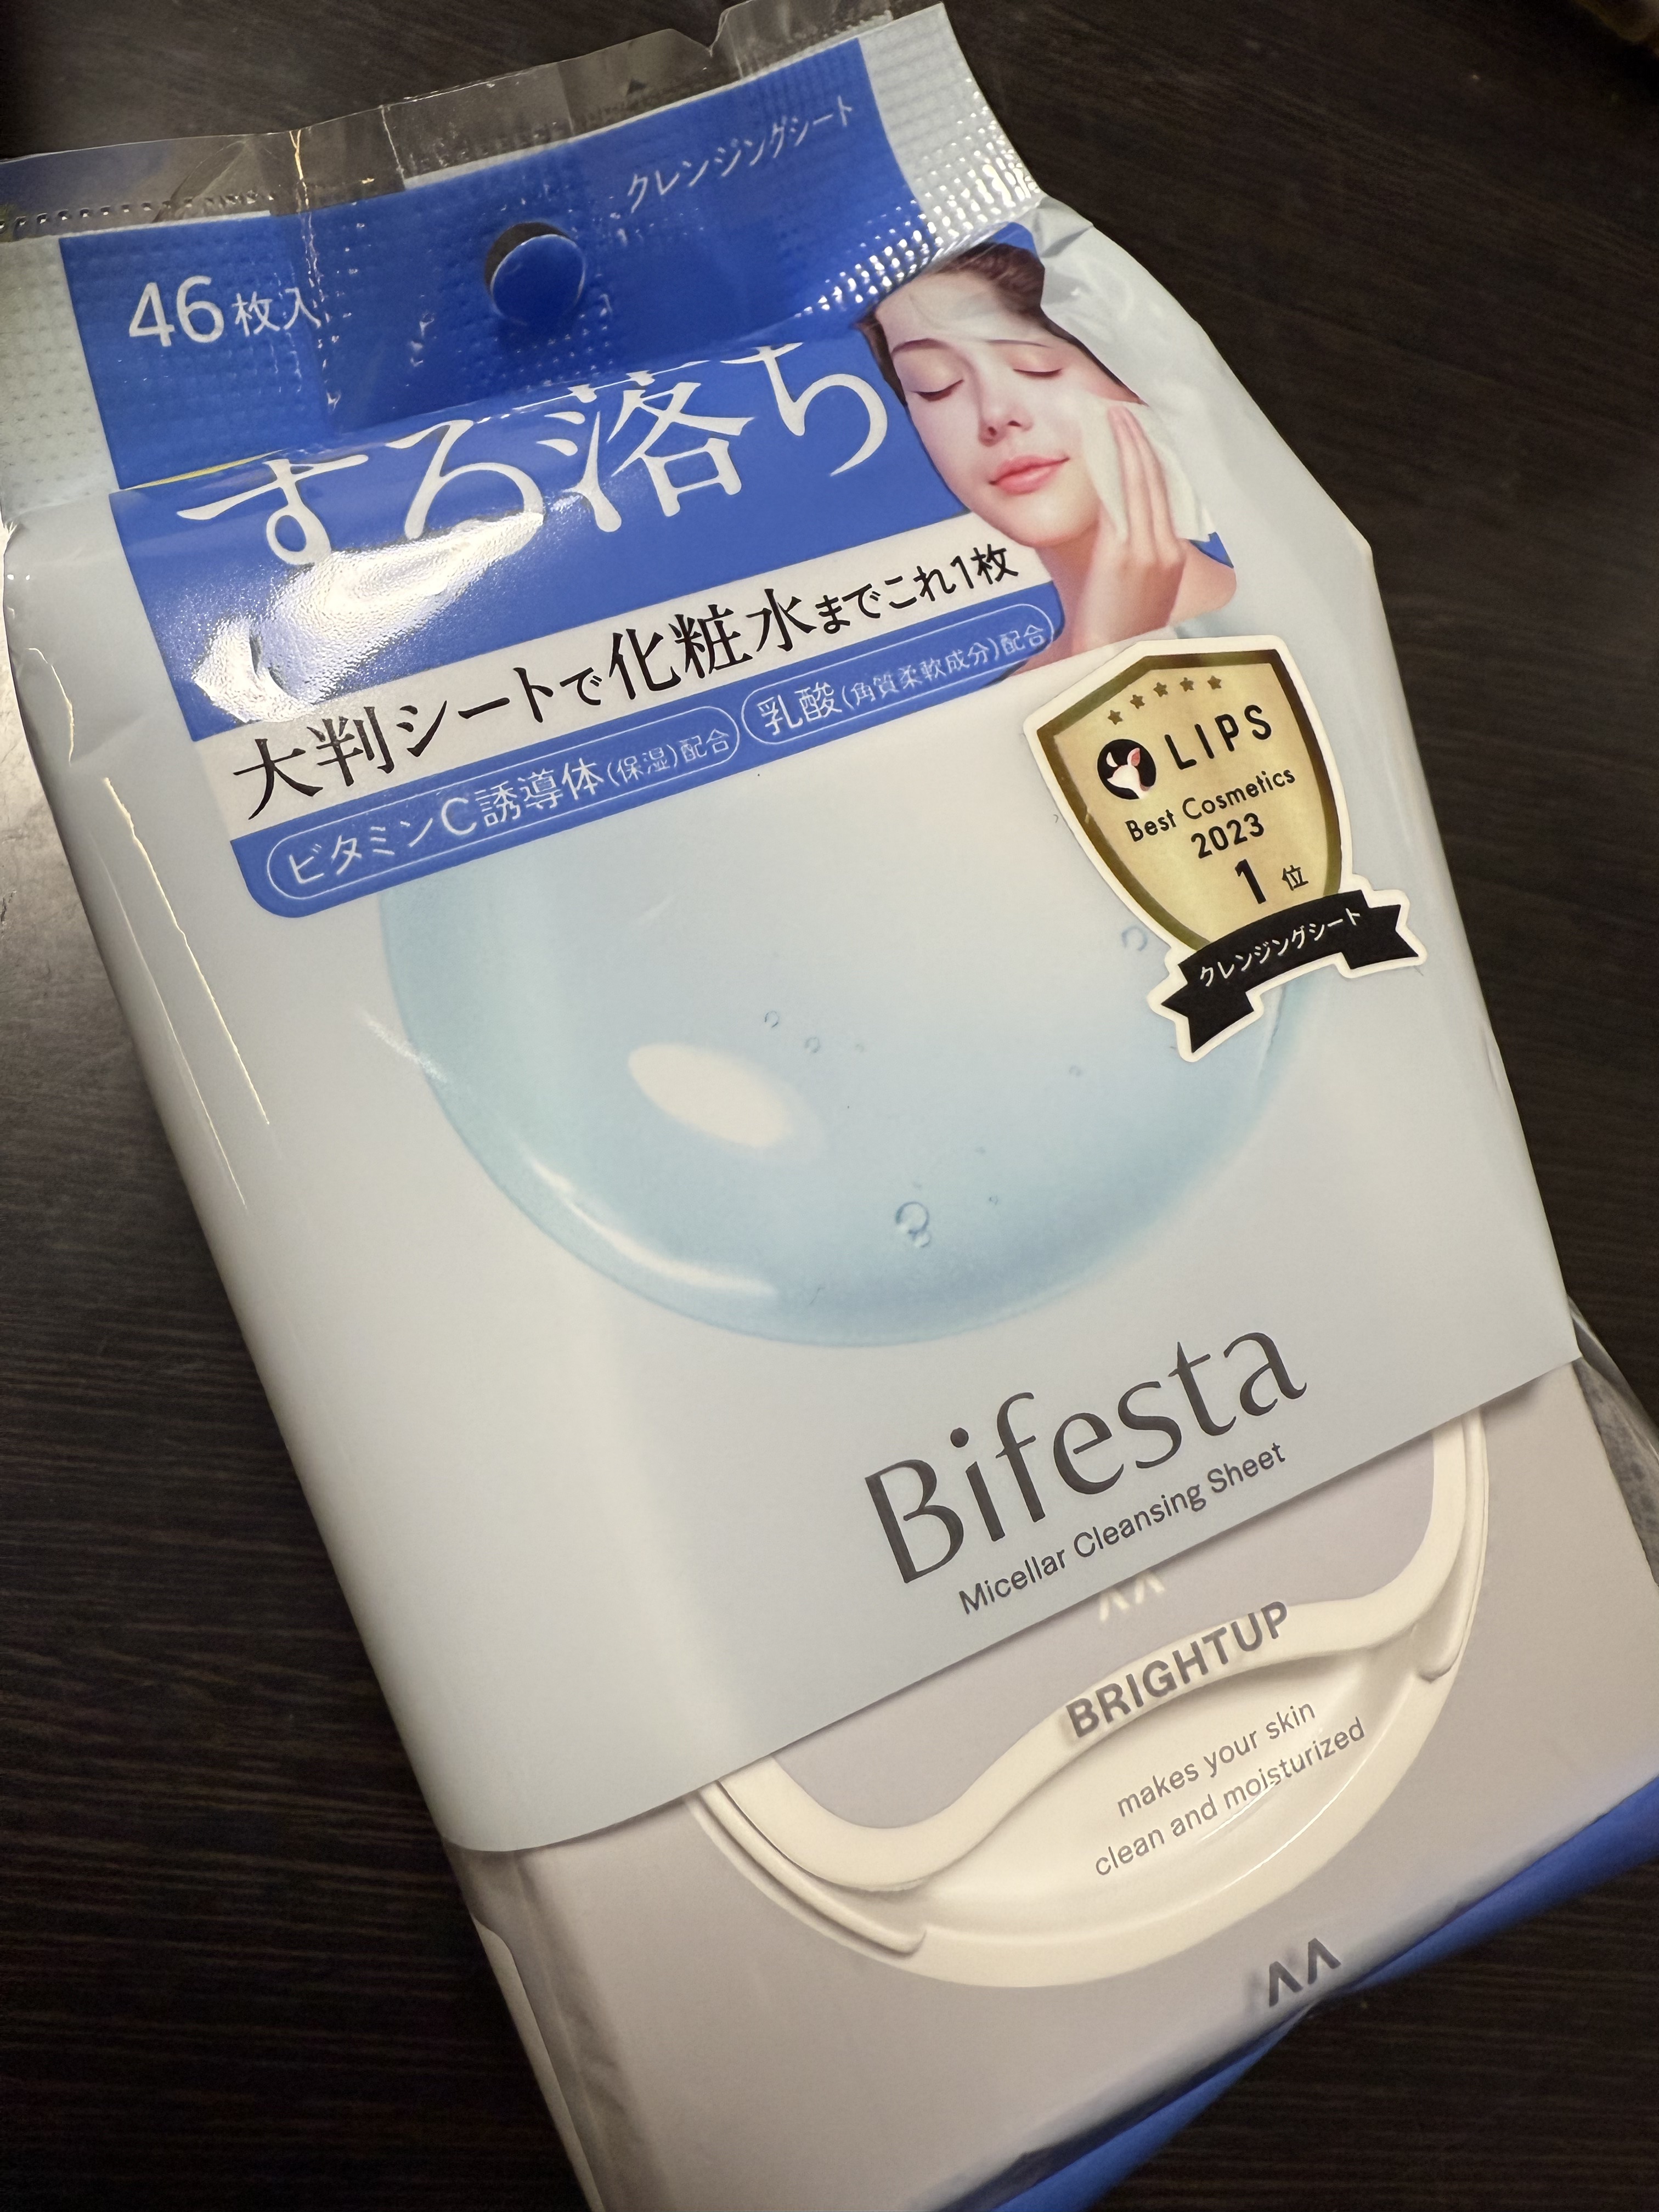 クレンジングシート
46枚入
するん落ち
大判シートで化粧水までこれ1枚
ビタミンC誘導体(保湿)配合 乳酸(角質柔軟成分)配合
LIPS
Best Cosmetics
2023
1位
クレンジングシート
Bifesta
Micellar Cleansing Sheet
BRIGHTUP
makes your skin
clean and moisturized